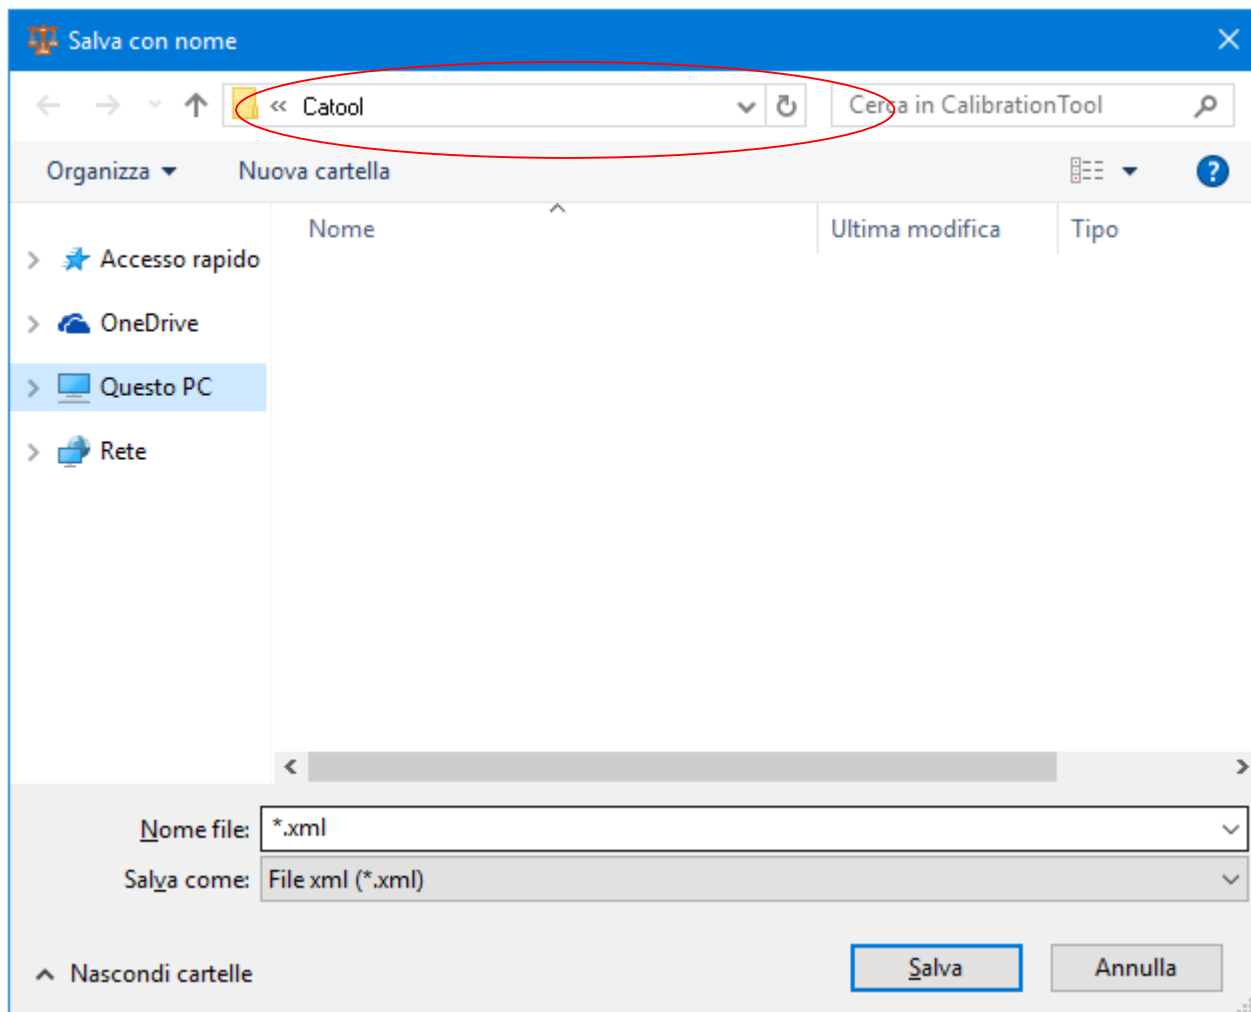 Salva con nome
« Catool
Cerca in CalibrationTool
Organizza
Nuova cartella
?
Nome
Ultima modifica
Tipo
Accesso rapido
OneDrive
Questo PC
Rete
Nome file: *.xml
Salva come: File xml (*.xml)
Nascondi cartelle
Salva
Annulla